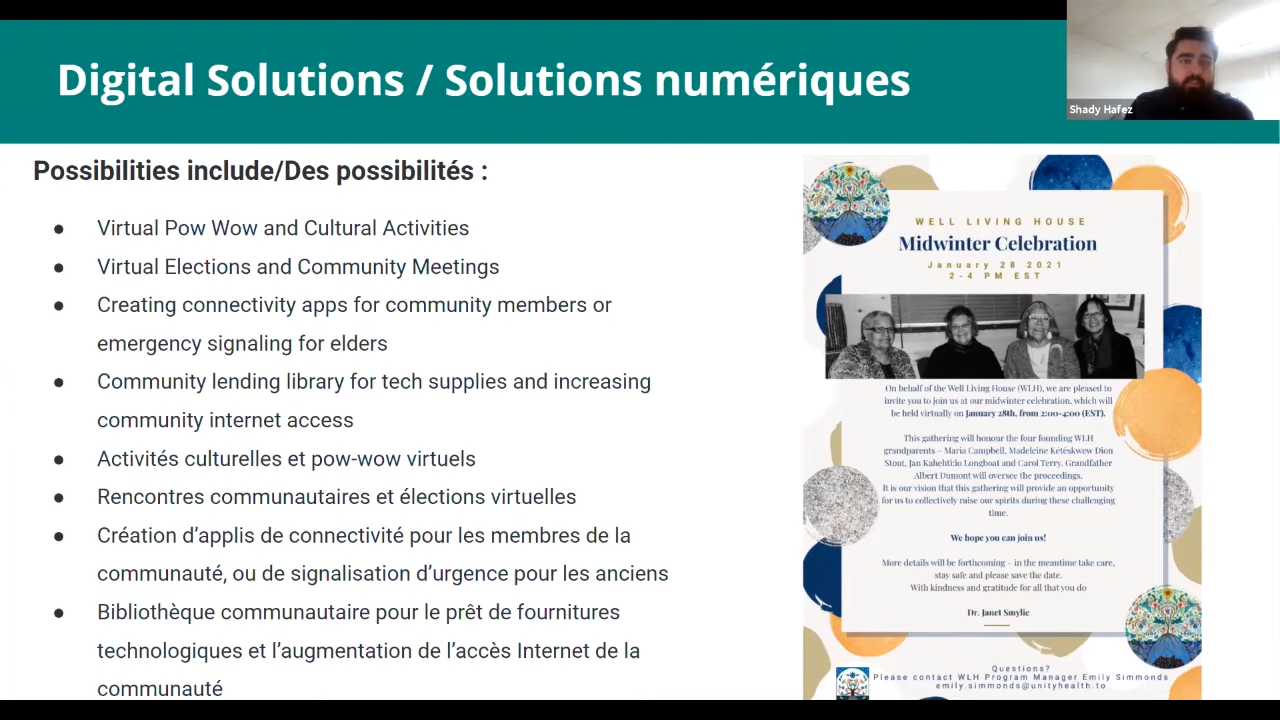 Digital Solutions / Solutions numériques
Shady Hafez
Possibilities include/Des possibilités :
● Virtual Pow Wow and Cultural Activities
● Virtual Elections and Community Meetings
● Creating connectivity apps for community members or
emergency signaling for elders
● Community lending library for tech supplies and increasing
community internet access
● Activités culturelles et pow-wow virtuels
● Rencontres communautaires et élections virtuelles
● Création d’applis de connectivité pour les membres de la
communauté, ou de signalisation d’urgence pour les anciens
● Bibliothèque communautaire pour le prêt de fournitures
technologiques et l’augmentation de l’accès Internet de la
communauté
WELL LIVING HOUSE
Midwinter Celebration
January 28 2021
2-4 PM EST
On behalf of the Well Living House (WLH), we are pleased to
invite you to join us at our midwinter celebration, which will
be held virtually on January 28th, from 2:00-4:00 (EST).
This gathering will honour the four founding WLH
grandparents – Maria Campbell, Madeleine Kétéskwew Dion
Stout, Jan Kahehti:io Longboat and Carol Terry. Grandfather
Albert Dumont will oversee the proceedings.
It is our vision that this gathering will provide an opportunity
for us to collectively raise our spirits during these challenging
time.
We hope you can join us!
More details will be forthcoming – in the meantime take care,
stay safe and please save the date.
With kindness and gratitude for all that you do
Dr. Janet Smylie
Questions?
Please contact WLH Program Manager Emily Simmonds
emily.simmonds@unityhealth.to